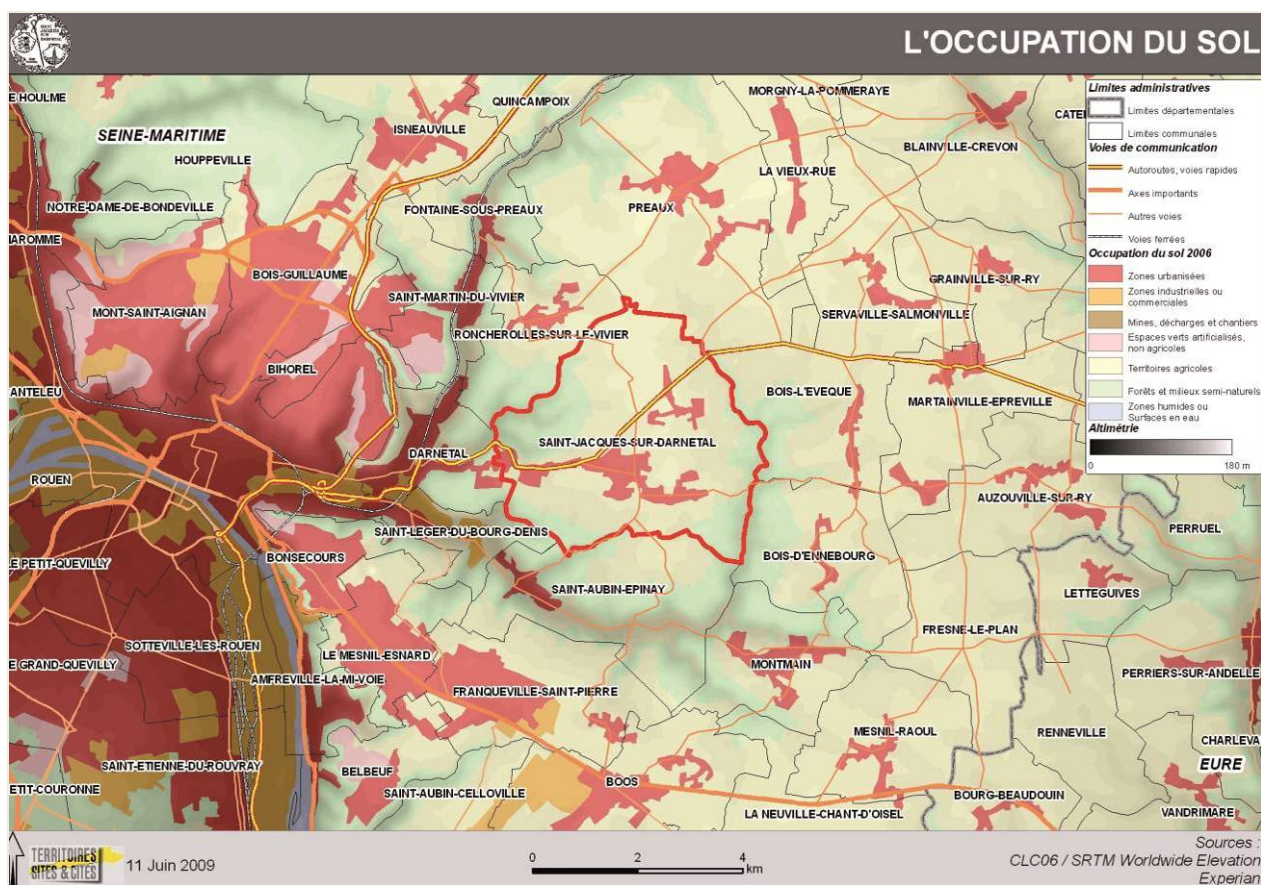 L'OCCUPATION DU SOL
E HOULME
SEINE-MARITIME
HOUPPEVILLE
NOTRE-DAME-DE-BONDEVILLE
MAROMME
ISNEAUVILLE
QUINCAMPOIX
MORGNY-LA-POMMERAYE
CATE
BLAINVILLE-CREVON
LA VIEUX-RUE
PREAUX
FONTAINE-SOUS-PREAUX
BOIS-GUILLAUME
SAINT-MARTIN-DU-VIVIER
MONT-SAINT-AIGNAN
RONCHEROLLES-SUR-LE-VIVIER
GRAINVILLE-SUR-RY
SERVAVILLE-SALMONVILLE
BIHOREL
ANTELEU
BOIS-L'EVEQUE
MARTAINVILLE-EPREVILLE
SAINT-JACQUES-SUR-DARNETAL
DARNETAL
ROUEN
AUZOUVILLE-SUR-RY
PERRUEL
SAINT-LEGER-DU-BOURG-DENIS
BONSECOURS
BOIS-D'ENNEBOURG
LE PETIT-QUEVILLY
SAINT-AUBIN-EPINAY
LETTEGUIVES
FRESNE-LE-PLAN
SOTTEVILLE-LES-ROUEN
LE MESNIL-ESNARD
MONTMAIN
E GRAND-QUEVILLY
AMFREVILLE-LA-MI-VOIE
PERRIERS-SUR-ANDELLE
FRANQUEVILLE-SAINT-PIERRE
MESNIL-RAOUL
RENNEVILLE
CHARLEVA
EURE
SAINT-ETIENNE-DU-ROUVRAY
BELBEUF
BOOS
PETIT-COURONNE
SAINT-AUBIN-CELLOVILLE
BOURG-BEAUDOUIN
LA NEUVILLE-CHANT-D'OISEL
VANDRIMARE
Limites administratives
Limites départementales
Limites communales
Voies de communication
Autoroutes, voies rapides
Axes importants
Autres voies
Voies ferrées
Occupation du sol 2006
Zones urbanisées
Zones industrielles ou
commerciales
Mines, décharges et chantiers
Espaces verts artificialisés,
non agricoles
Territoires agricoles
Forêts et milieux semi-naturels
Zones humides ou
Surfaces en eau
Altimétrie
0 180 m
TERRITOIRES
SITES & CITÉS
11 Juin 2009
0 2 4
km
Sources :
CLC06 / SRTM Worldwide Elevation
Experian